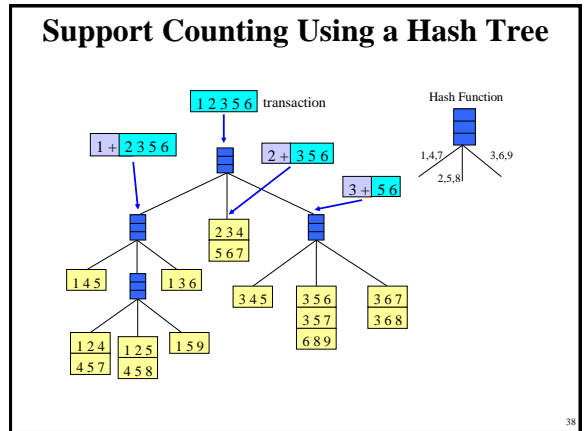 Support Counting Using a Hash Tree
1 2 3 5 6 transaction
Hash Function
1 + 2 3 5 6
2 + 3 5 6
3 + 5 6
1,4,7
2,5,8
3,6,9
2 3 4
5 6 7
1 4 5
1 3 6
3 4 5
3 5 6
3 5 7
6 8 9
3 6 7
3 6 8
1 2 4
4 5 7
1 2 5
4 5 8
1 5 9
38